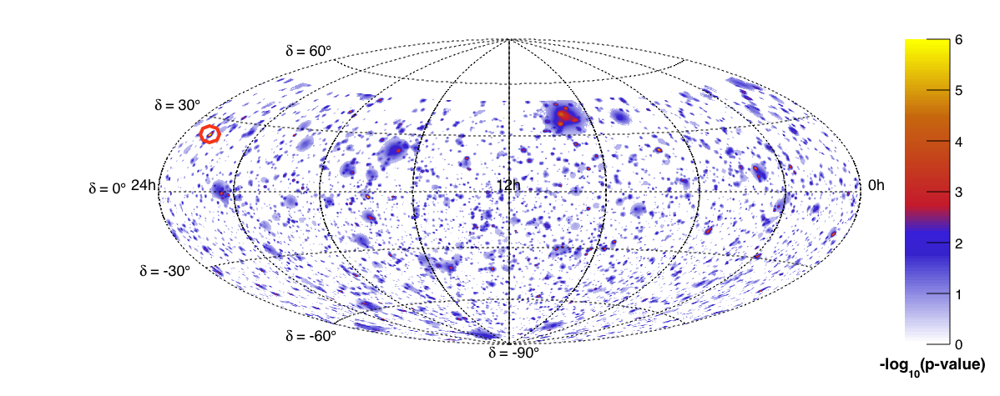 δ = 60°
δ = 30°
δ = 0° 24h 12h 0h
δ = -30°
δ = -60°
δ = -90°
6
5
4
3
2
1
0
-log10(p-value)